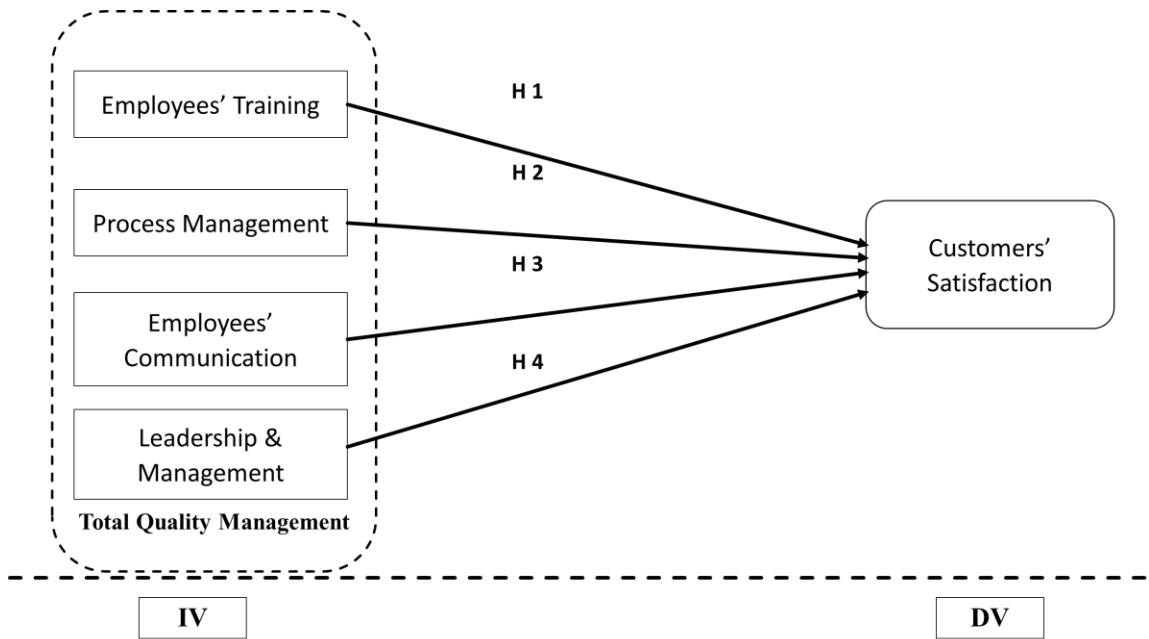 Employees’ Training
Process Management
Employees’
Communication
Leadership &
Management
Total Quality Management
H 1
H 2
H 3
H 4
Customers’
Satisfaction
IV
DV